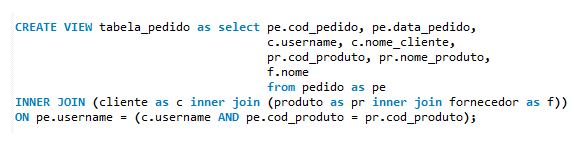 CREATE VIEW tabela_pedido as select pe.cod_pedido, pe.data_pedido,
c.username, c.nome_cliente,
pr.cod_produto, pr.nome_produto,
f.nome
from pedido as pe
INNER JOIN (cliente as c inner join (produto as pr inner join fornecedor as f))
ON pe.username = (c.username AND pe.cod_produto = pr.cod_produto);